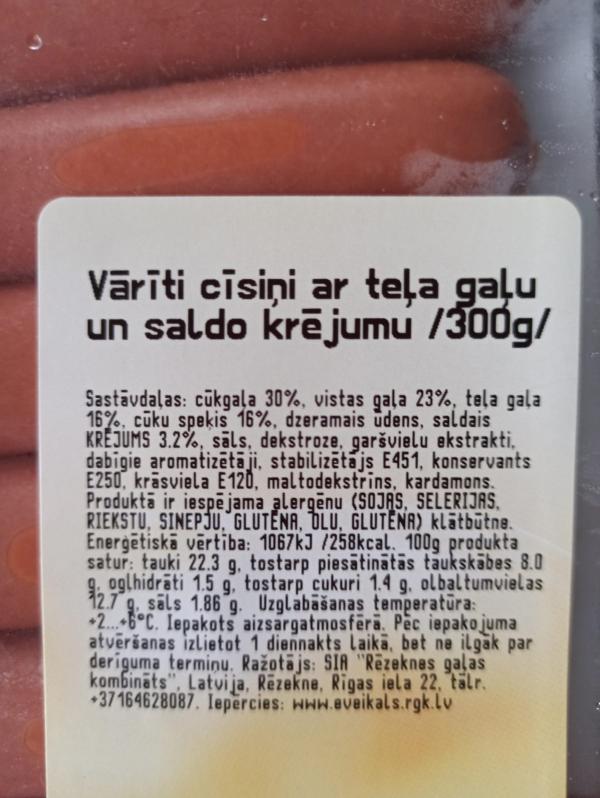 Vārīti cīsiņi ar teļa gaļu
un saldo krējumu /300g/
Sastāvdaļas: cūkgaļa 30%, vistas gaļa 23%, teļa gaļa
16%, cūku speķis 16%, dzeramais ūdens, saldais
KRĒJUMS 3.2%, sāls, dekstroze, garšvielu ekstrakti,
dabīgie aromatizētāji, stabilizētājs E451, konservants
E250, krāsviela E120, maltodekstrīns, kardamons.
Produktā ir iespējama alergēnu (SOJAS, SELERIJAS,
RIEKSTU, SINEPJU, GLUTĒNA, OLU, GLUTĒNA) klātbūtne.
Enerģētiskā vērtība: 1067kJ /258kcal. 100g produkta
satur: tauki 22.3 g, tostarp piesātinātās taukskābes 8.0
g, ogļhidrāti 1.5 g, tostarp cukuri 1.4 g, olbaltumvielas
12.7 g, sāls 1.86 g. Uzglabāšanas temperatūra:
+2...+6°C. Iepakots aizsargatmosfērā. Pēc iepakojuma
atvēršanas izlietot 1 diennakts laikā, bet ne ilgāk par
derīguma termiņu. Ražotājs: SIA "Rēzeknes gaļas
kombināts", Latvija, Rēzekne, Rīgas iela 22, tālr.
+37164628087. Iepērcies: www.eveikals.rgk.lv